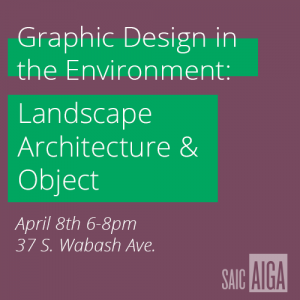 Graphic Design in
the Environment:
Landscape
Architecture &
Object
April 8th 6-8pm
37 S. Wabash Ave.
SAIC AIGA